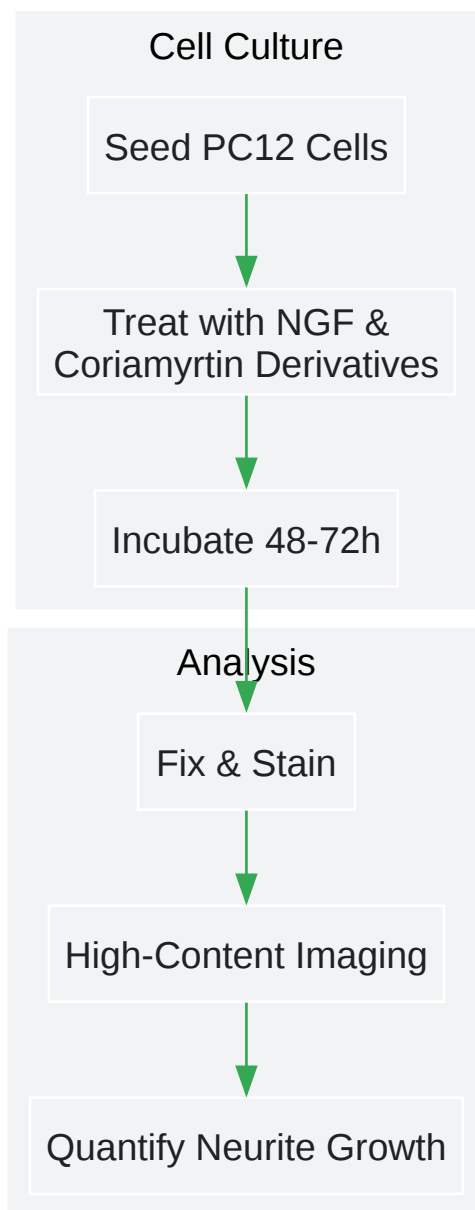 Cell Culture
Seed PC12 Cells
Treat with NGF &
Coriamyrtin Derivatives
Incubate 48-72h
Analysis
Fix & Stain
High-Content Imaging
Quantify Neurite Growth